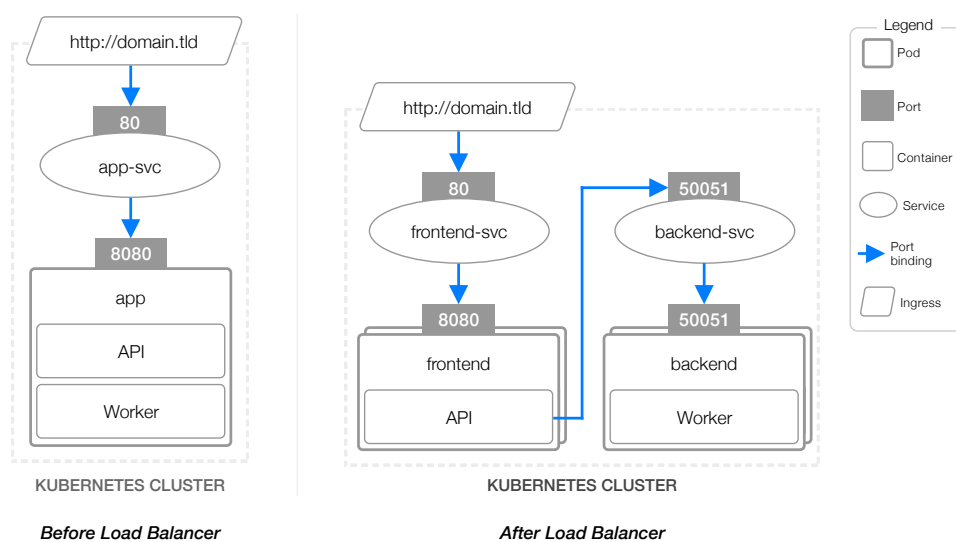 http://domain.tld
80
app-svc
8080
app
API
Worker
KUBERNETES CLUSTER
Before Load Balancer
http://domain.tld
80
frontend-svc
8080
frontend
API
50051
backend-svc
50051
backend
Worker
KUBERNETES CLUSTER
After Load Balancer
Legend
Pod
Port
Container
Service
Port
binding
Ingress